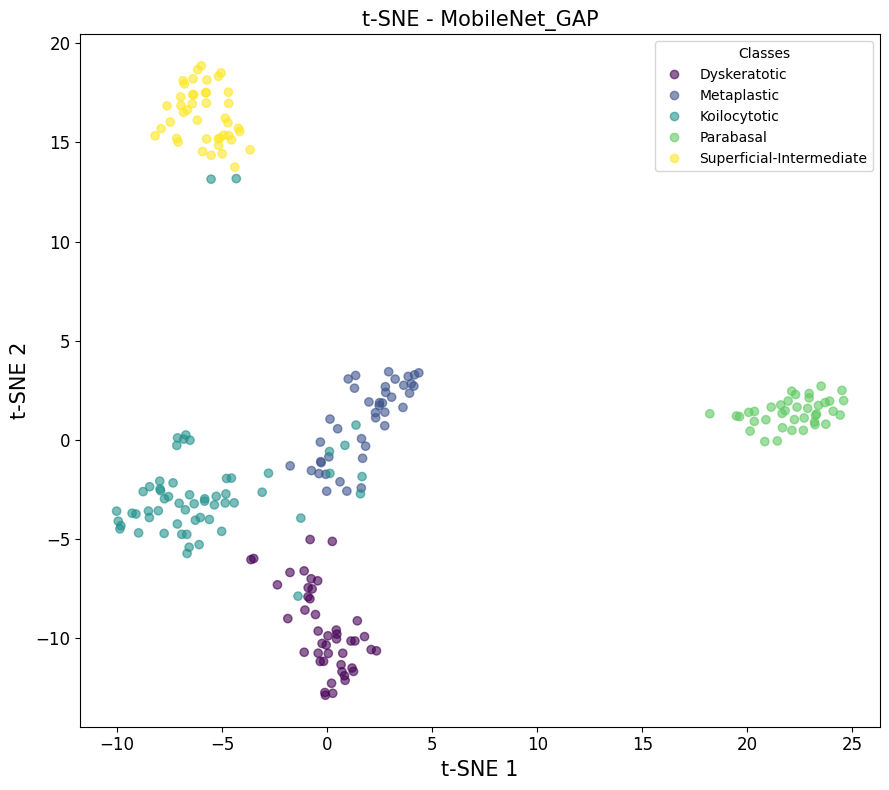 t-SNE - MobileNet_GAP
Classes
Dyskeratotic
Metaplastic
Koilocytotic
Parabasal
Superficial-Intermediate
t-SNE 2
20
15
10
5
0
−5
−10
−10
−5
0
5
10
15
20
25
t-SNE 1